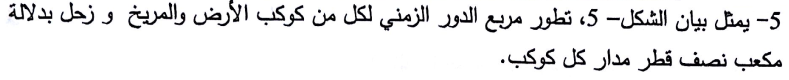 5- يمثل بيان الشكل- 5، تطور مربع الدور الزمني لكل من كوكب الأرض والمريخ و زحل بدلالة
مكعب نصف قطر مدار كل كوكب.